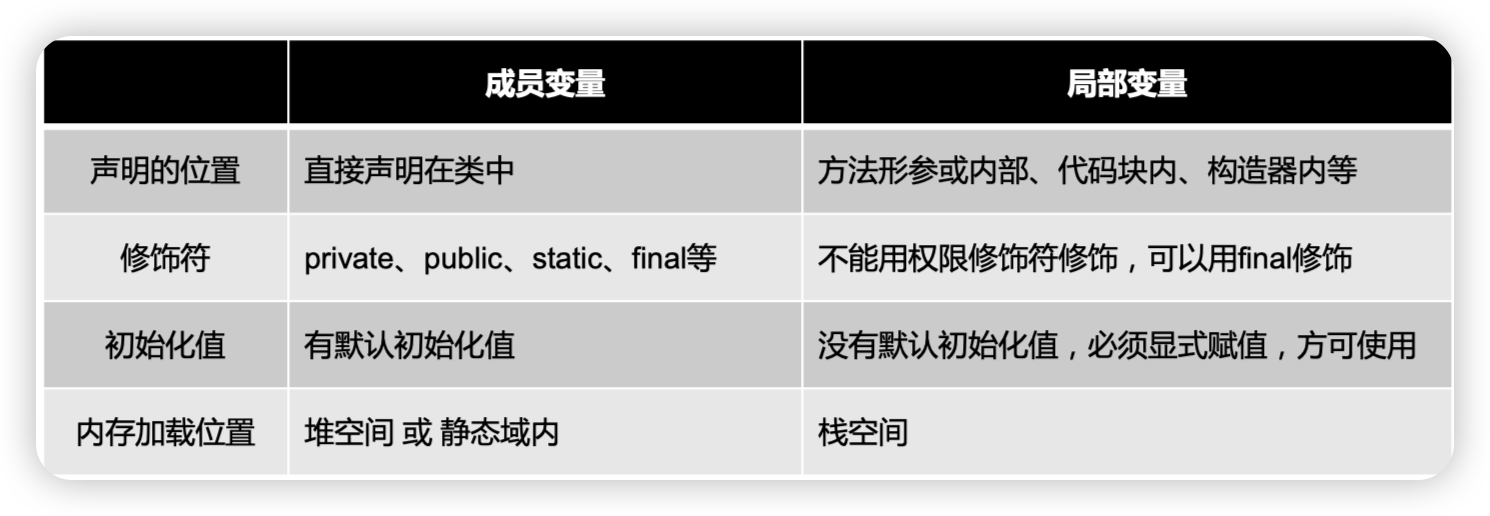 成员变量 局部变量
声明的位置 直接声明在类中 方法形参或内部、代码块内、构造器内等
修饰符 private、public、static、final等 不能用权限修饰符修饰，可以用final修饰
初始化值 有默认初始化值 没有默认初始化值，必须显式赋值，方可使用
内存加载位置 堆空间 或 静态域内 栈空间